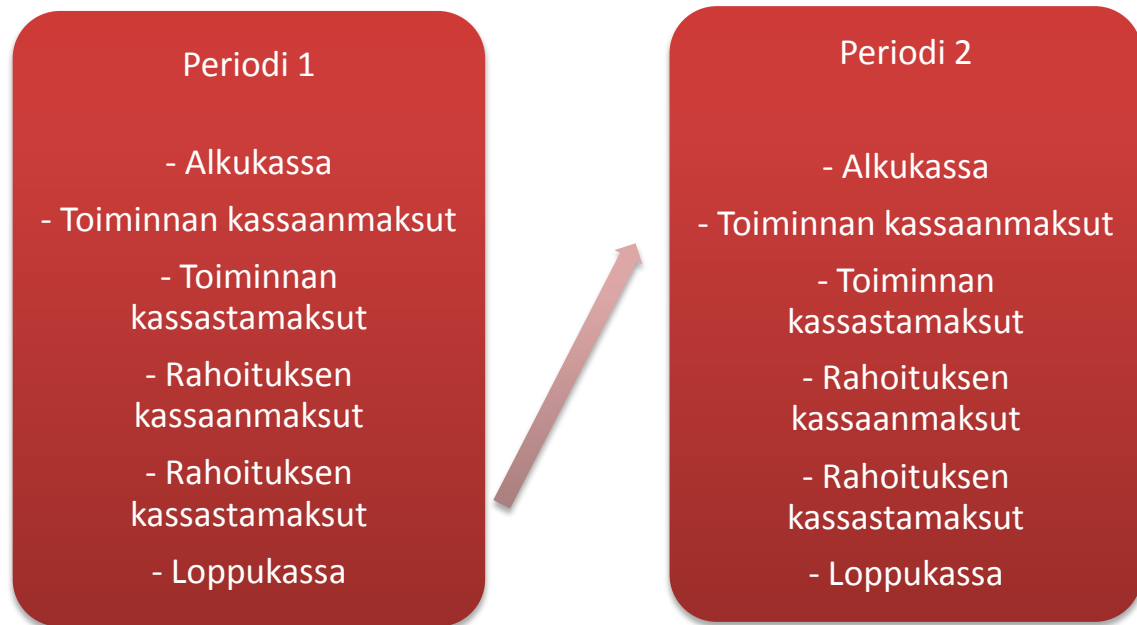 Periodi 1
- Alkukassa
- Toiminnan kassaanmaksut
- Toiminnan
kassastamaksut
- Rahoituksen
kassaanmaksut
- Rahoituksen
kassastamaksut
- Loppukassa
Periodi 2
- Alkukassa
- Toiminnan kassaanmaksut
- Toiminnan
kassastamaksut
- Rahoituksen
kassaanmaksut
- Rahoituksen
kassastamaksut
- Loppukassa